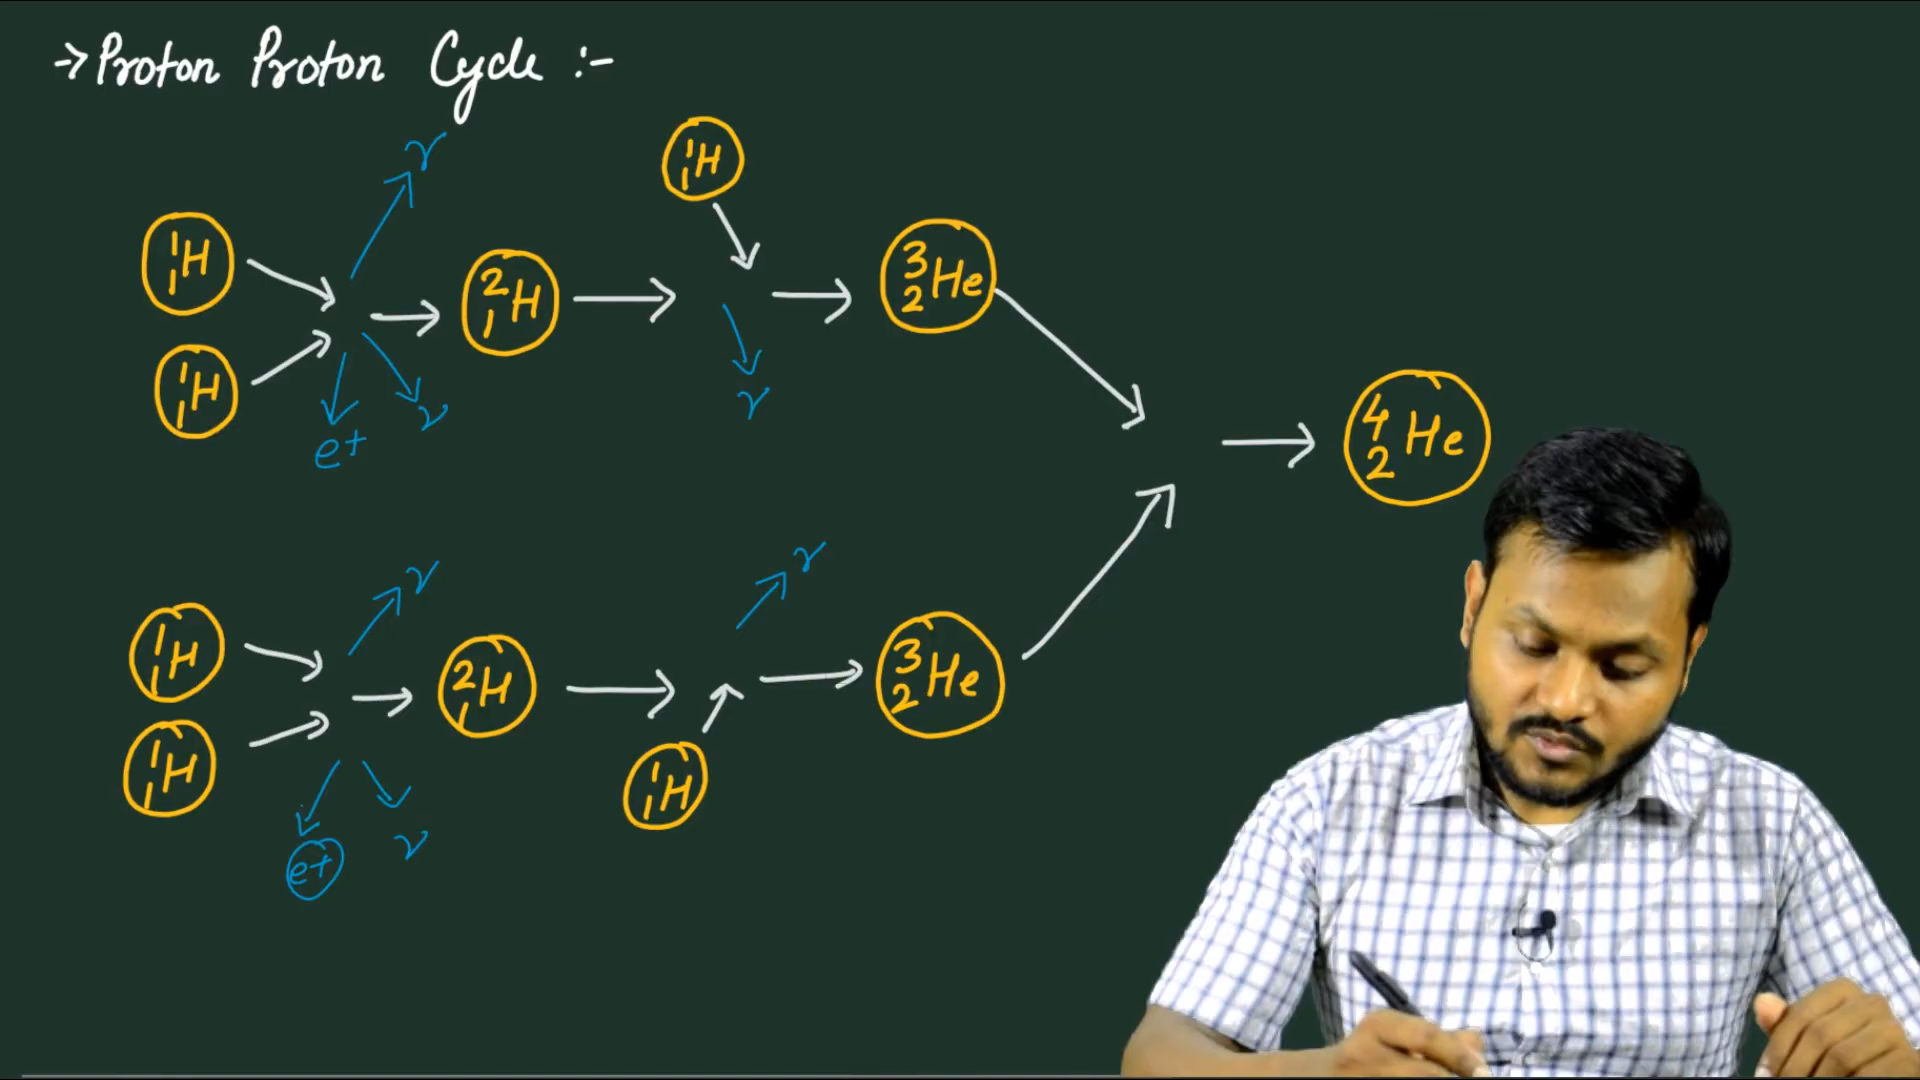 → Proton Proton Cycle :-
γ
¹₁H
¹₁H
²₁H
³₂He
¹₁H
e+
ν
γ
⁴₂He
γ
γ
¹₁H
²₁H
³₂He
¹₁H
¹₁H
e+
ν